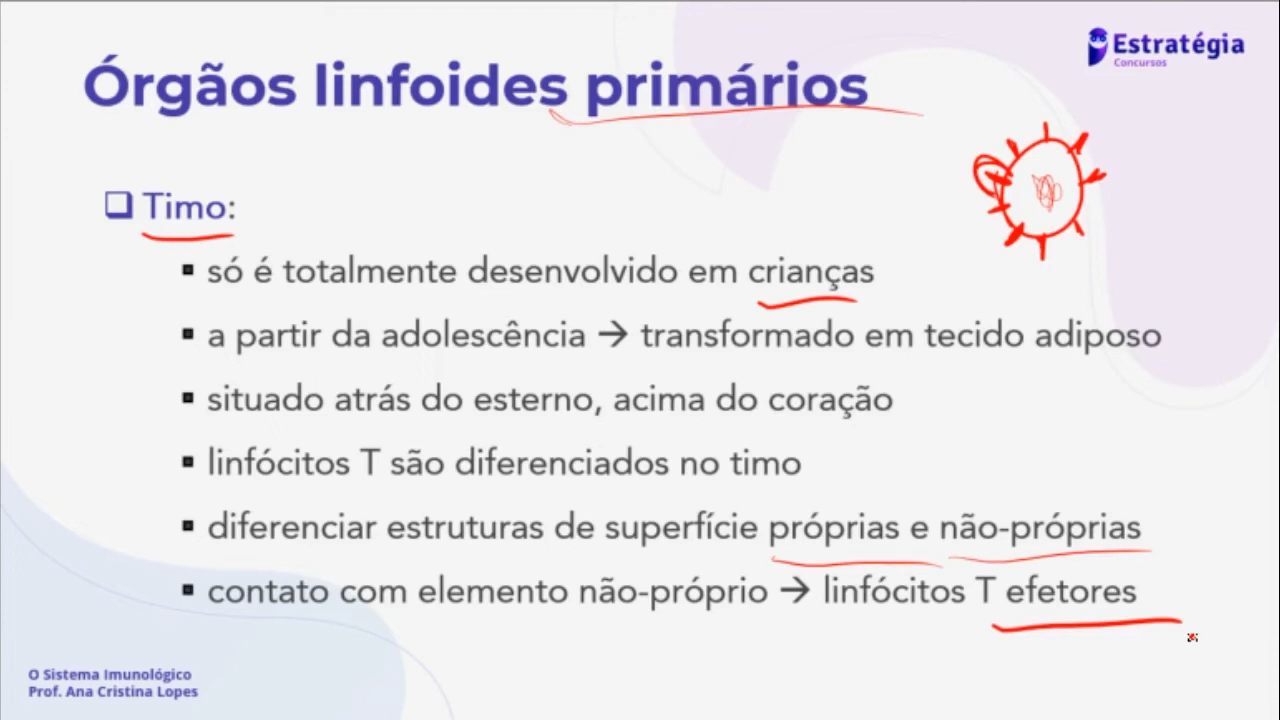 Estratégia
Concursos
Órgãos linfoides primários
Timo:
só é totalmente desenvolvido em crianças
a partir da adolescência → transformado em tecido adiposo
situado atrás do esterno, acima do coração
linfócitos T são diferenciados no timo
diferenciar estruturas de superfície próprias e não-próprias
contato com elemento não-próprio → linfócitos T efetores
O Sistema Imunológico
Prof. Ana Cristina Lopes